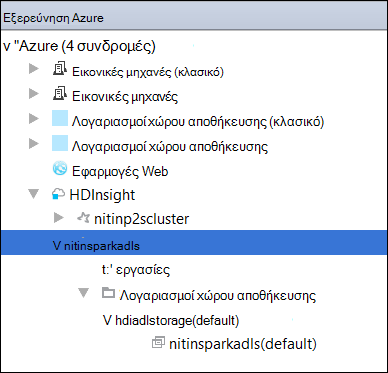 Εξερεύνηση Azure
v "Azure (4 συνδρομές)
Εικονικές μηχανές (κλασικό)
Εικονικές μηχανές
Λογαριασμοί χώρου αποθήκευσης (κλασικό)
Λογαριασμοί χώρου αποθήκευσης
Εφαρμογές Web
HDInsight
nitinp2scluster
V nitinsparkadls
t:' εργασίες
Λογαριασμοί χώρου αποθήκευσης
V hdiadlstorage(default)
nitinsparkadls(default)